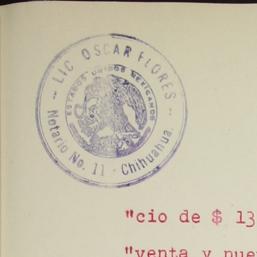 LIC. OSCAR FLORES
ESTADOS UNIDOS MEXICANOS
Notario No. 11 - Chihuahua.
"cio de $ 13
"venta y nue